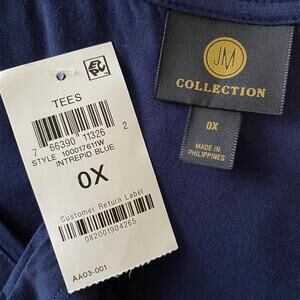 TEES
7 66390 11326 2
STYLE 100017611W
INTREPID BLUE
0X
Customer Return Label
082001904265
AA03-001
JM
COLLECTION
0X
MADE IN
PHILIPPINES